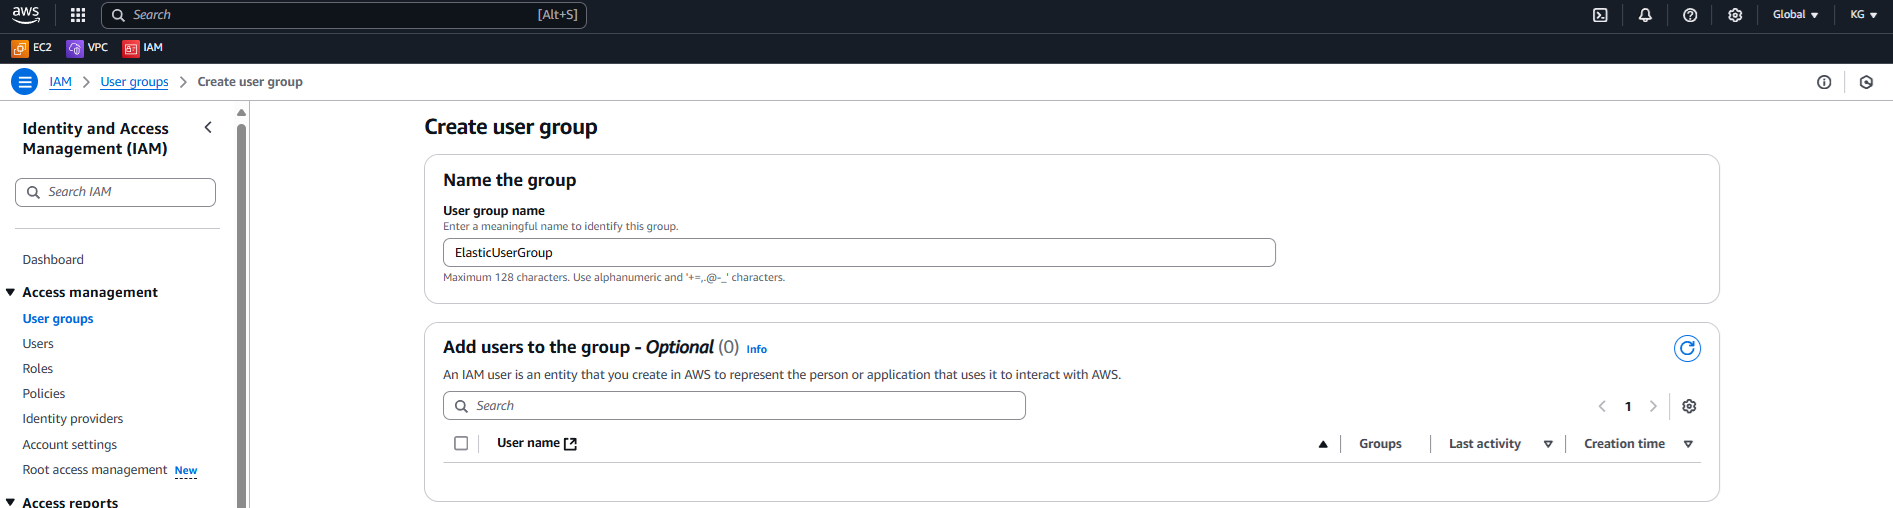 aws
Search [Alt+S]
Global KG
EC2 VPC IAM
IAM User groups Create user group
Identity and Access
Management (IAM)
Search IAM
Dashboard
Access management
User groups
Users
Roles
Policies
Identity providers
Account settings
Root access management New
Access reports
Create user group
Name the group
User group name
Enter a meaningful name to identify this group.
ElasticUserGroup
Maximum 128 characters. Use alphanumeric and '+=,.@-_' characters.
Add users to the group - Optional (0) Info
An IAM user is an entity that you create in AWS to represent the person or application that uses it to interact with AWS.
Search
1
User name Groups Last activity Creation time